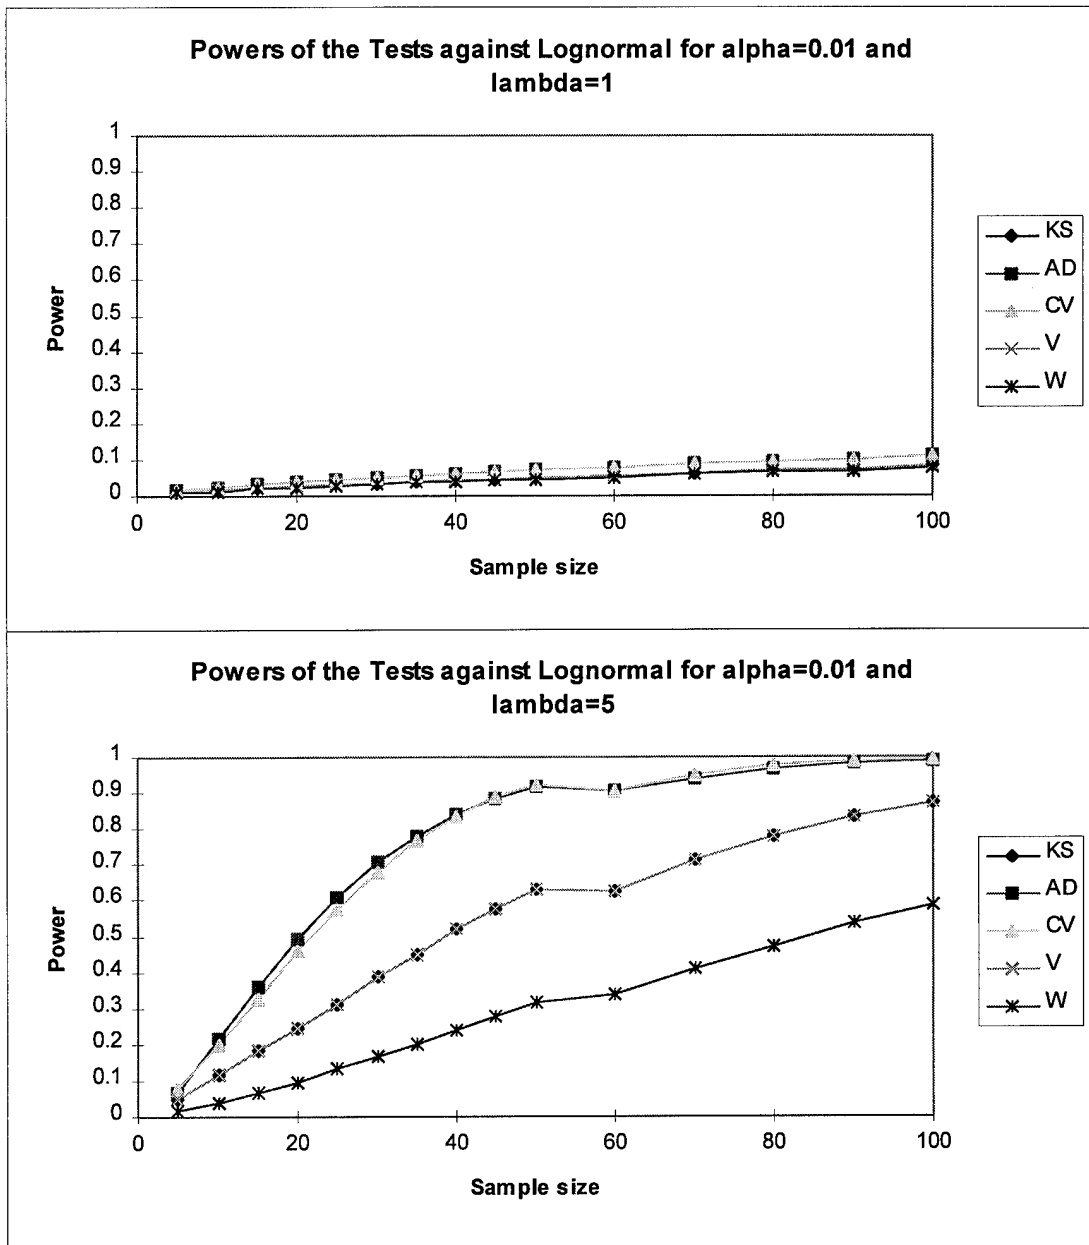 Powers of the Tests against Lognormal for alpha=0.01 and
lambda=1
1
0.9
0.8
0.7
0.6
0.5
0.4
0.3
0.2
0.1
0
Power
0
20
40
60
80
100
Sample size
KS
AD
CV
V
W
Powers of the Tests against Lognormal for alpha=0.01 and
lambda=5
1
0.9
0.8
0.7
0.6
0.5
0.4
0.3
0.2
0.1
0
Power
0
20
40
60
80
100
Sample size
KS
AD
CV
V
W